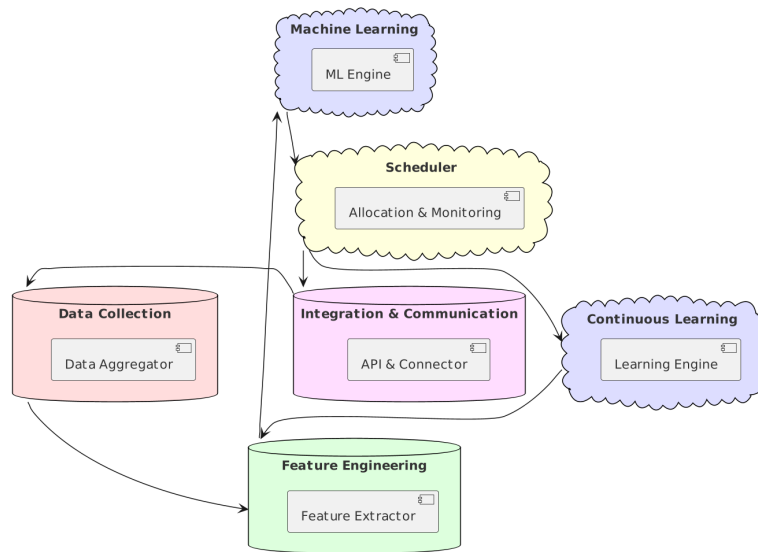 Machine Learning
ML Engine
Scheduler
Allocation & Monitoring
Data Collection
Data Aggregator
Integration & Communication
API & Connector
Continuous Learning
Learning Engine
Feature Engineering
Feature Extractor